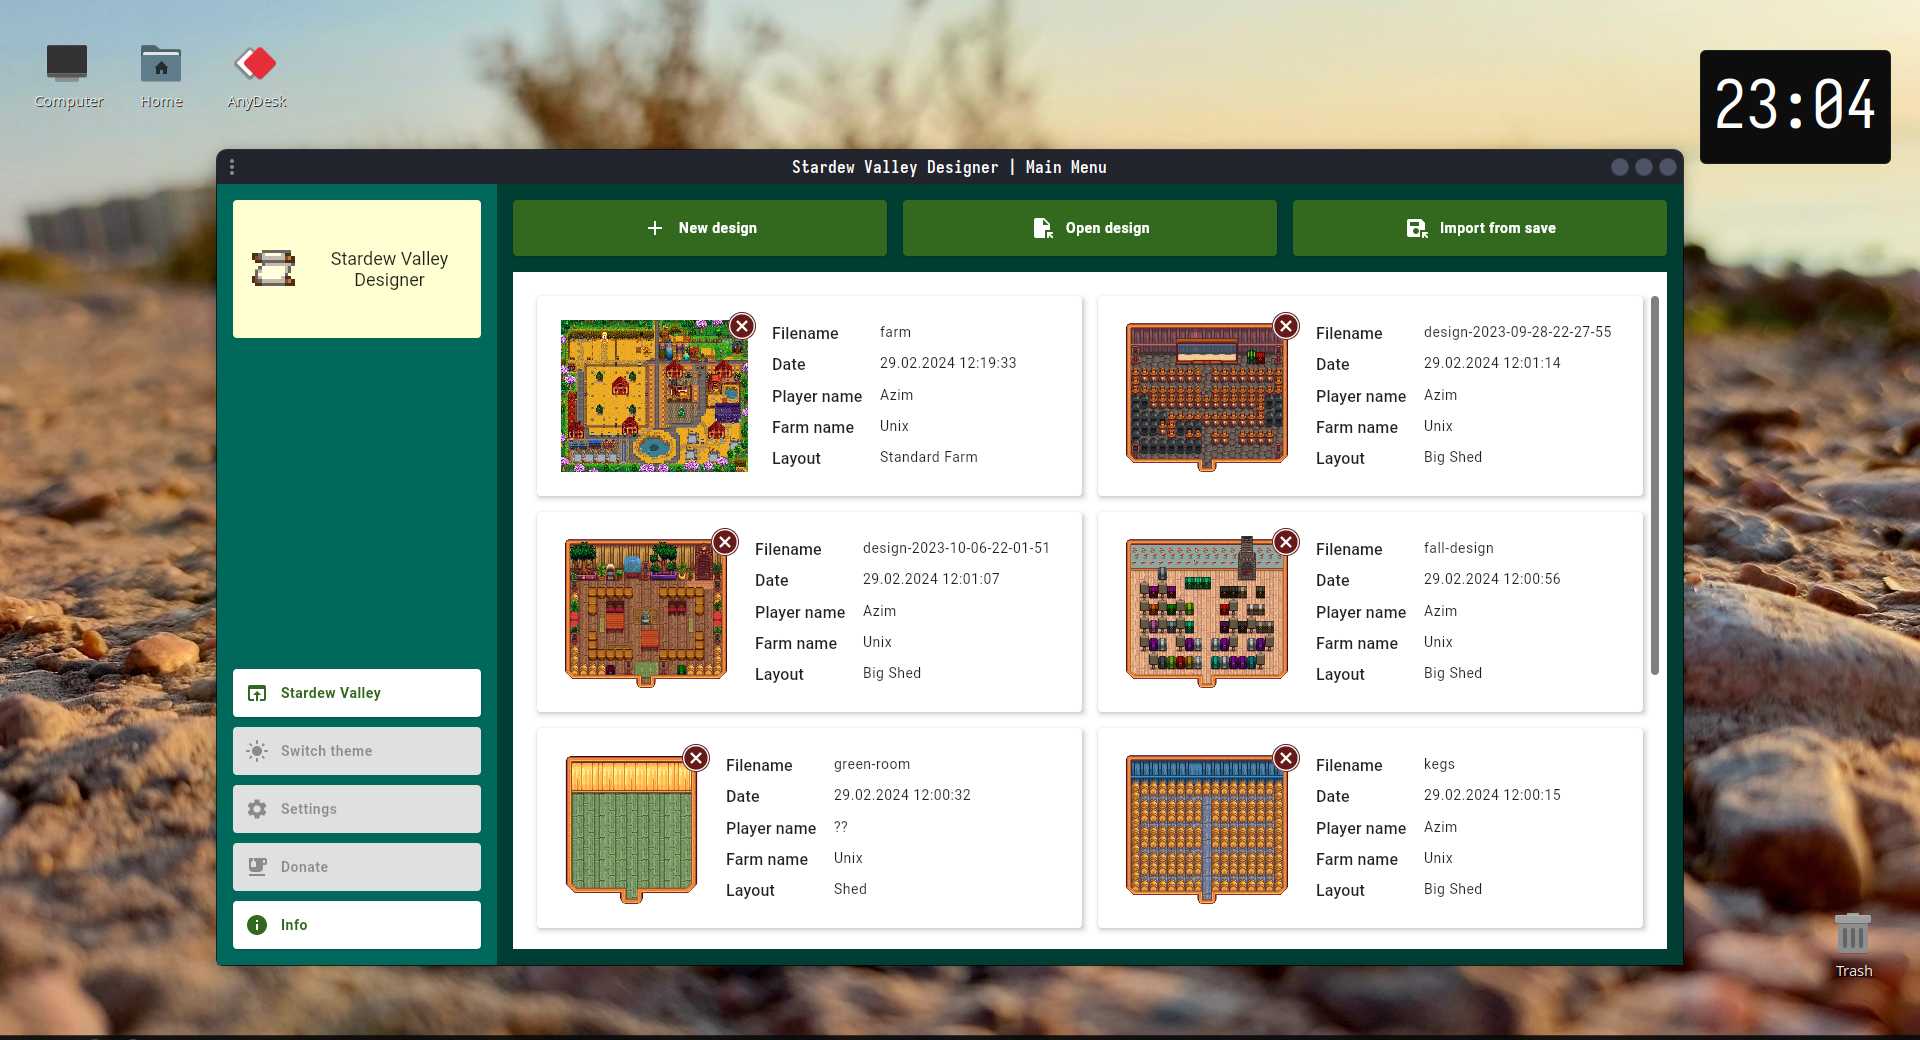 Computer
Home
AnyDesk
23:04
Stardew Valley Designer | Main Menu
Stardew Valley
Designer
New design
Open design
Import from save
Filename farm
Date 29.02.2024 12:19:33
Player name Azim
Farm name Unix
Layout Standard Farm
Filename design-2023-09-28-22-27-55
Date 29.02.2024 12:01:14
Player name Azim
Farm name Unix
Layout Big Shed
Filename design-2023-10-06-22-01-51
Date 29.02.2024 12:01:07
Player name Azim
Farm name Unix
Layout Big Shed
Filename fall-design
Date 29.02.2024 12:00:56
Player name Azim
Farm name Unix
Layout Big Shed
Filename green-room
Date 29.02.2024 12:00:32
Player name ??
Farm name Unix
Layout Shed
Filename kegs
Date 29.02.2024 12:00:15
Player name Azim
Farm name Unix
Layout Big Shed
Stardew Valley
Switch theme
Settings
Donate
Info
Trash